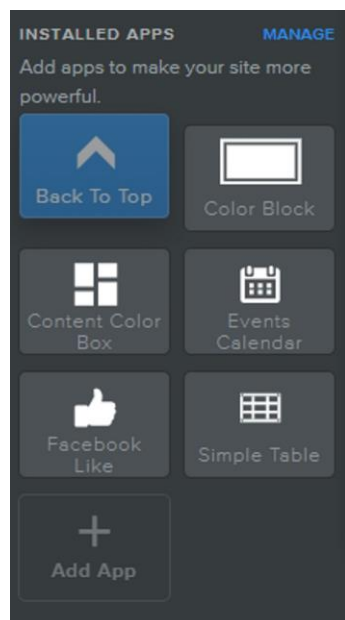 INSTALLED APPS MANAGE
Add apps to make your site more
powerful.
Back To Top
Color Block
Content Color
Box
Events
Calendar
Facebook
Like
Simple Table
Add App